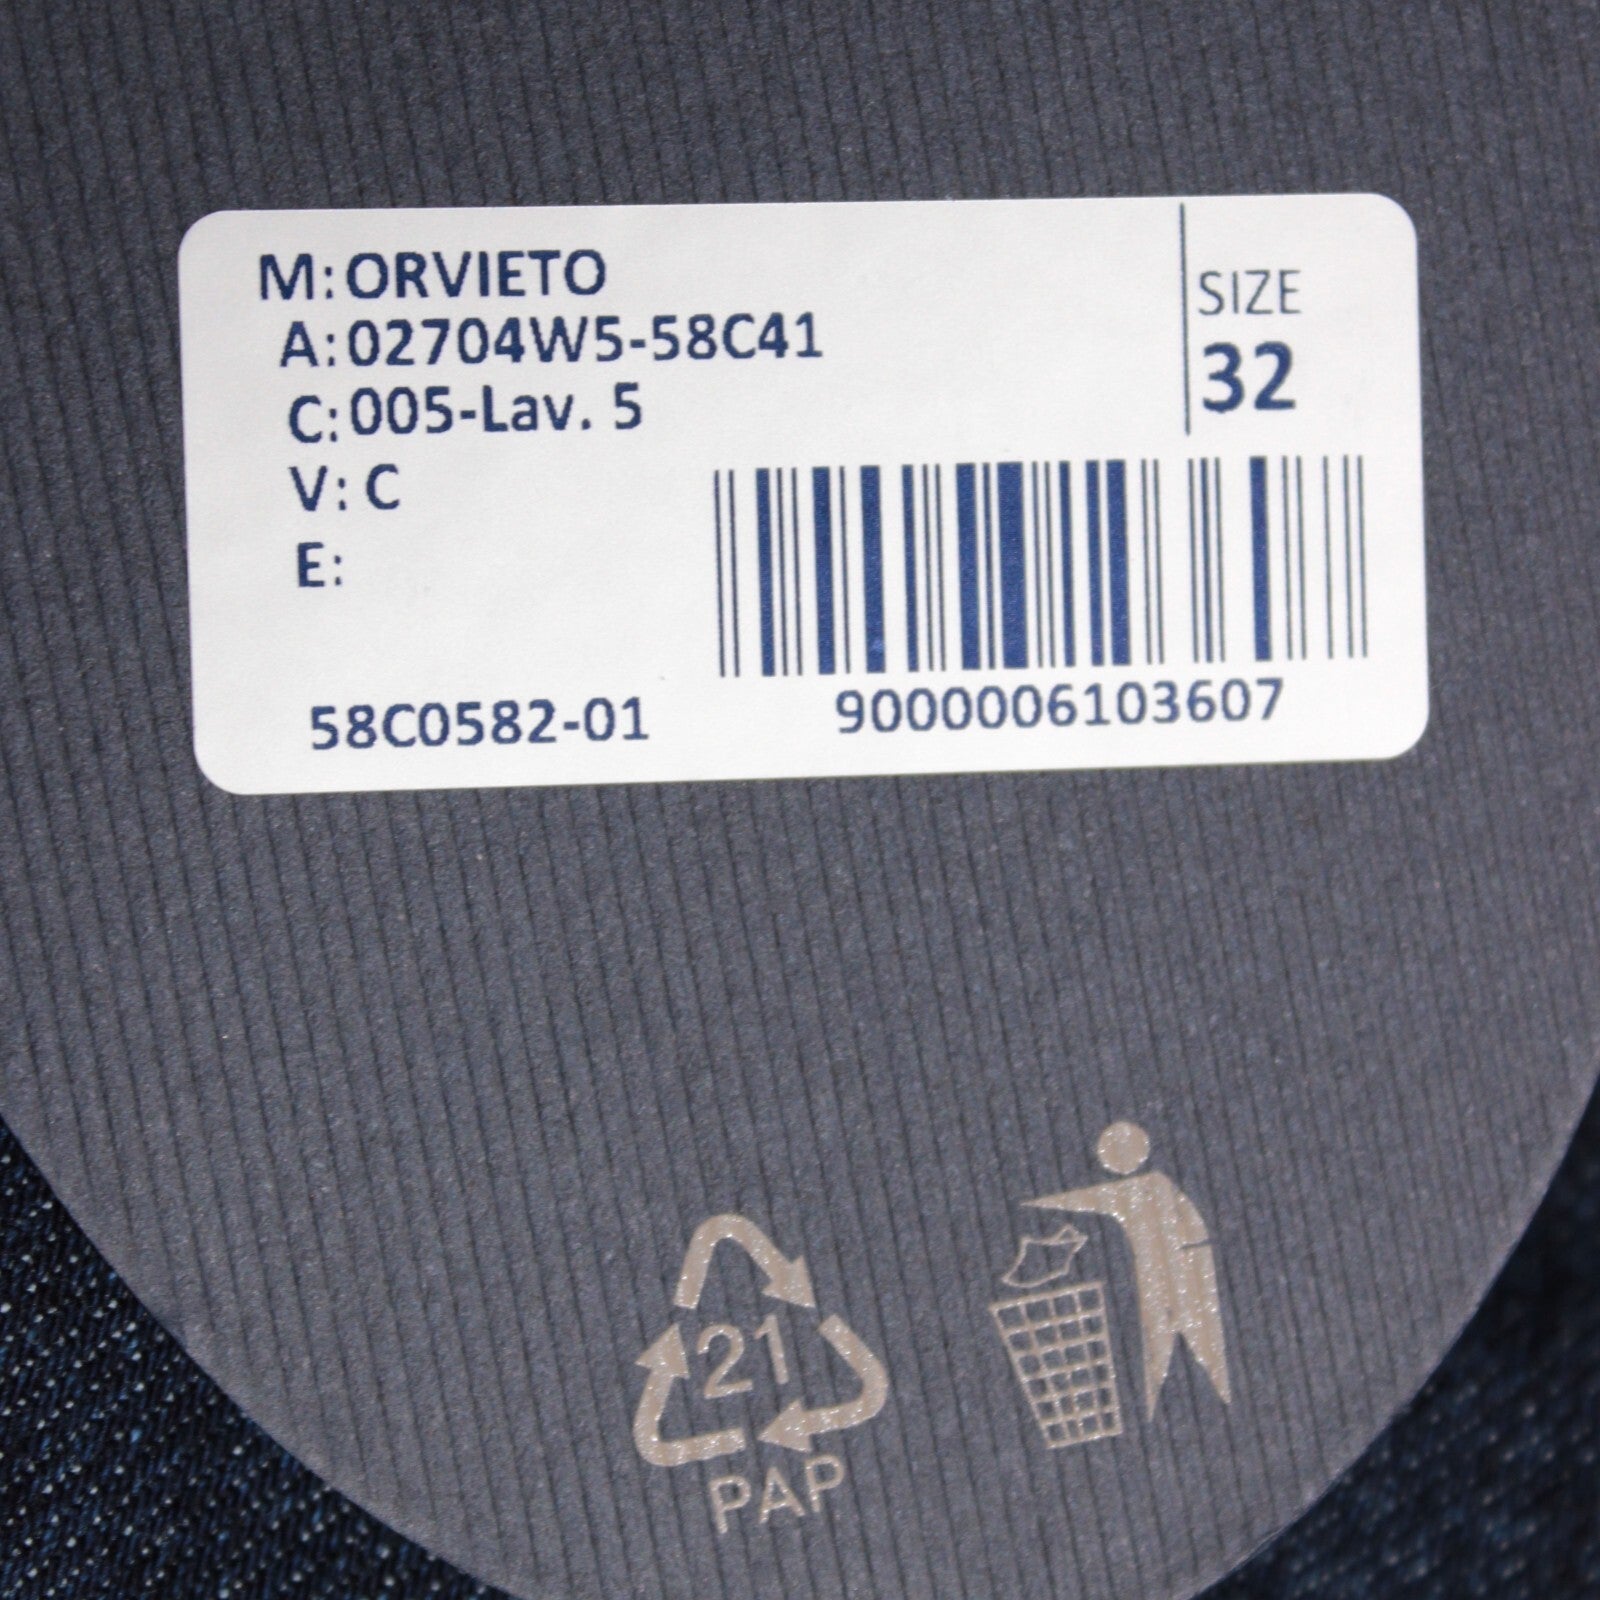 M: ORVIETO
A: 02704W5-58C41
C: 005-Lav. 5
V: C
E:
SIZE
32
58C0582-01
9000006103607
21
PAP